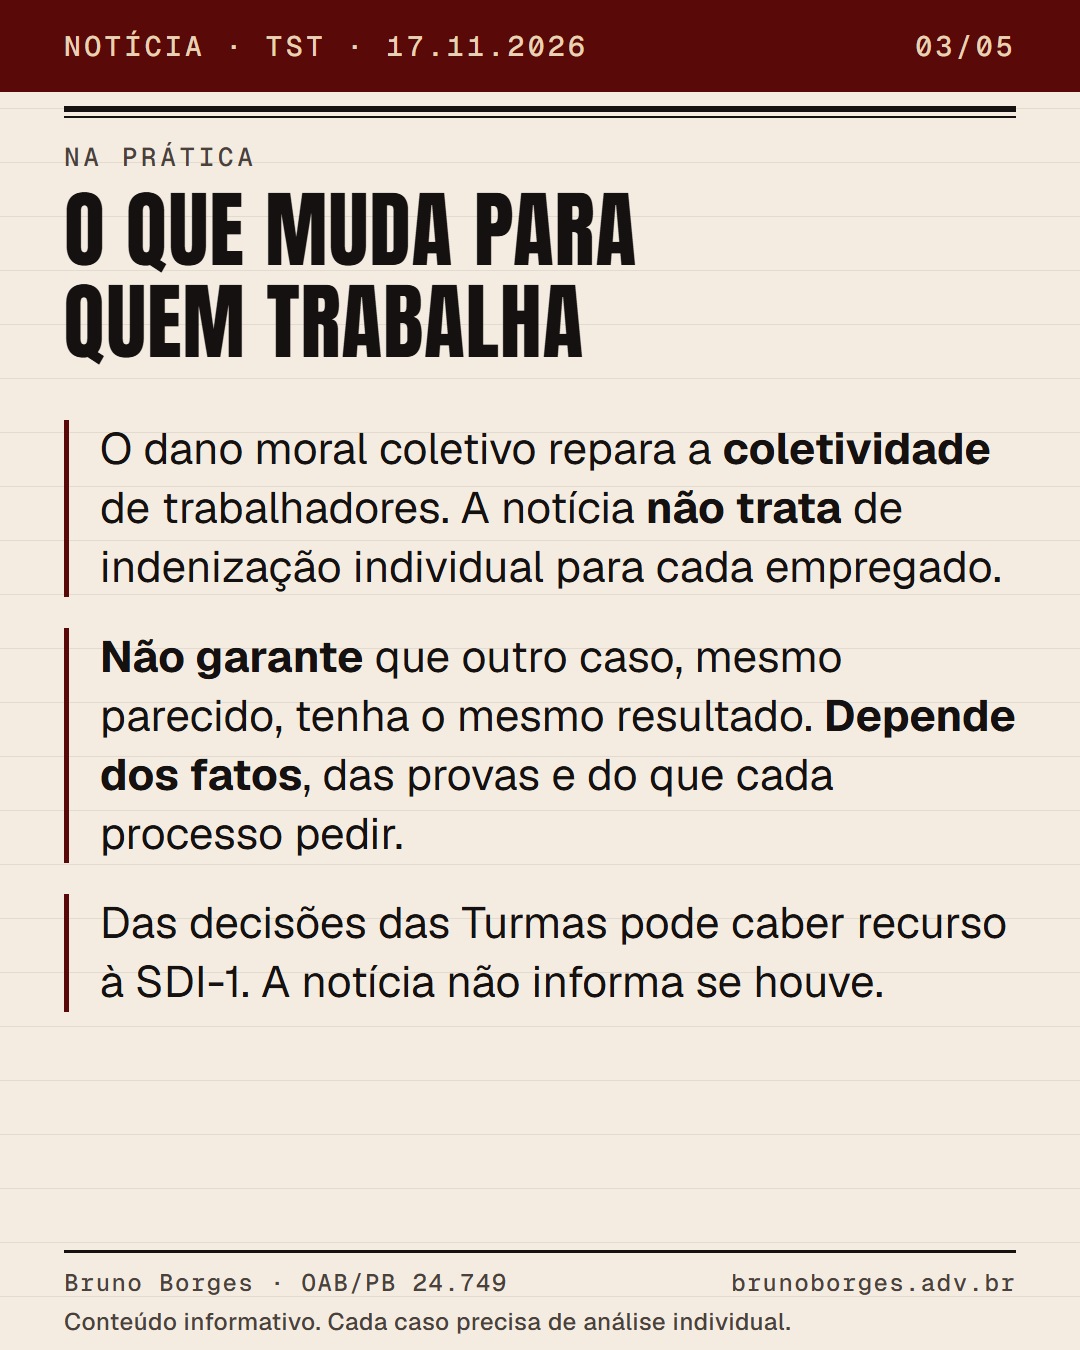 NOTÍCIA · TST · 17.11.2026 03/05
NA PRÁTICA
O QUE MUDA PARA
QUEM TRABALHA
O dano moral coletivo repara a coletividade
de trabalhadores. A notícia não trata de
indenização individual para cada empregado.
Não garante que outro caso, mesmo
parecido, tenha o mesmo resultado. Depende
dos fatos, das provas e do que cada
processo pedir.
Das decisões das Turmas pode caber recurso
à SDI-1. A notícia não informa se houve.
Bruno Borges · OAB/PB 24.749 brunoborges.adv.br
Conteúdo informativo. Cada caso precisa de análise individual.